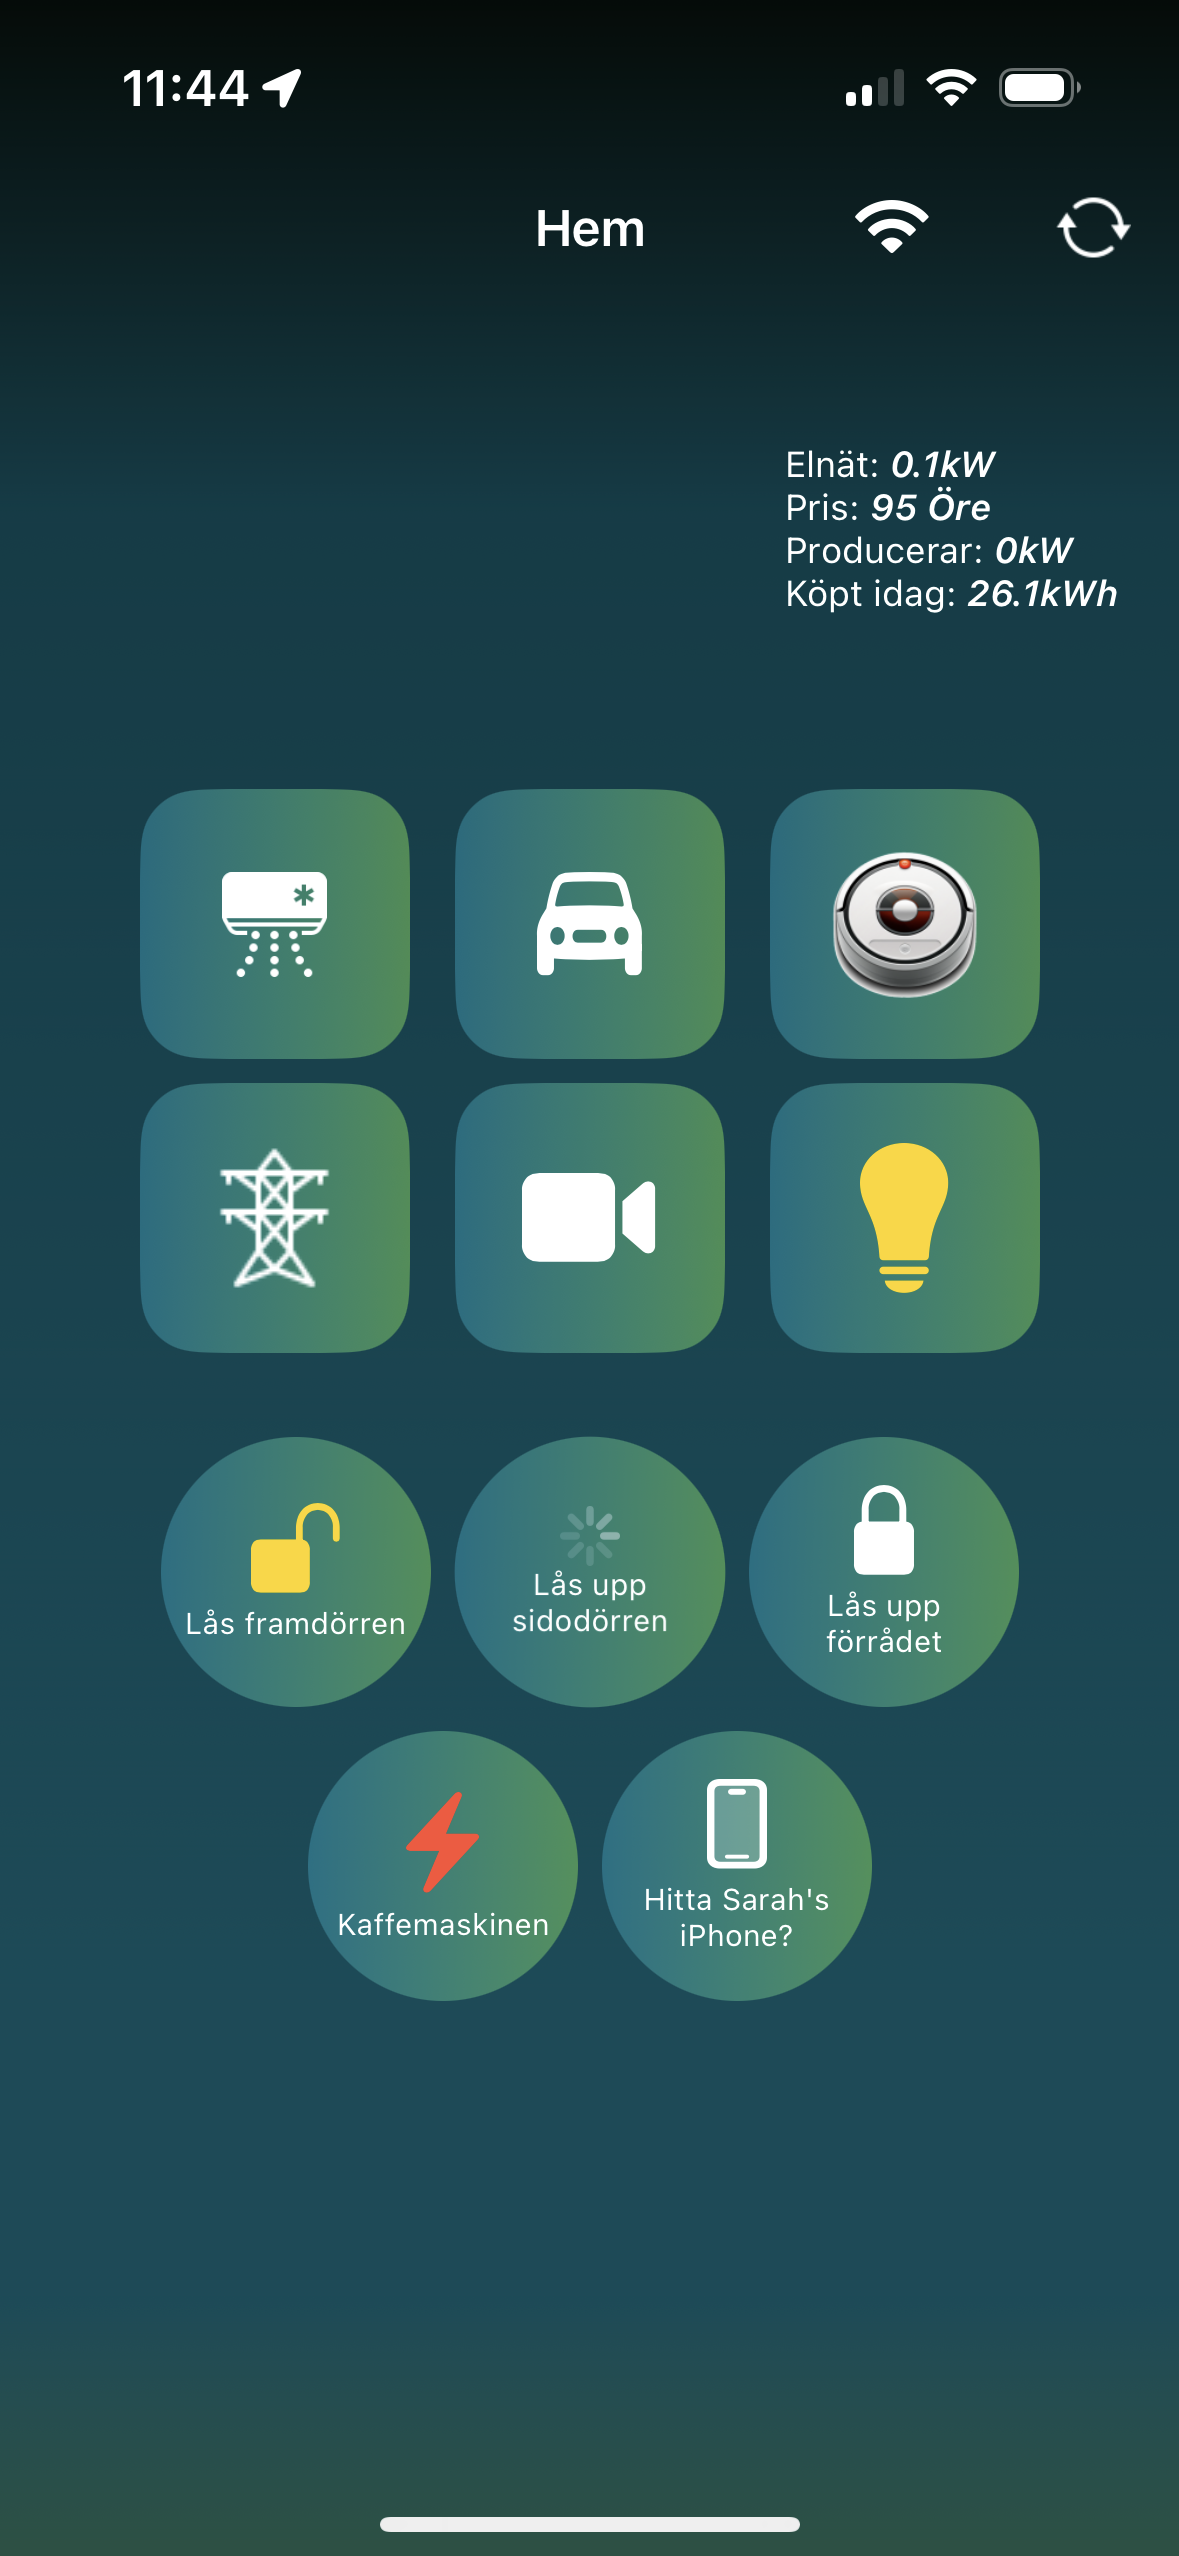 11:44
Hem
Elnät: 0.1kW
Pris: 95 Öre
Producerar: 0kW
Köpt idag: 26.1kWh
Lås framdörren
Lås upp
sidodörren
Lås upp
förrådet
Kaffemaskinen
Hitta Sarah's
iPhone?